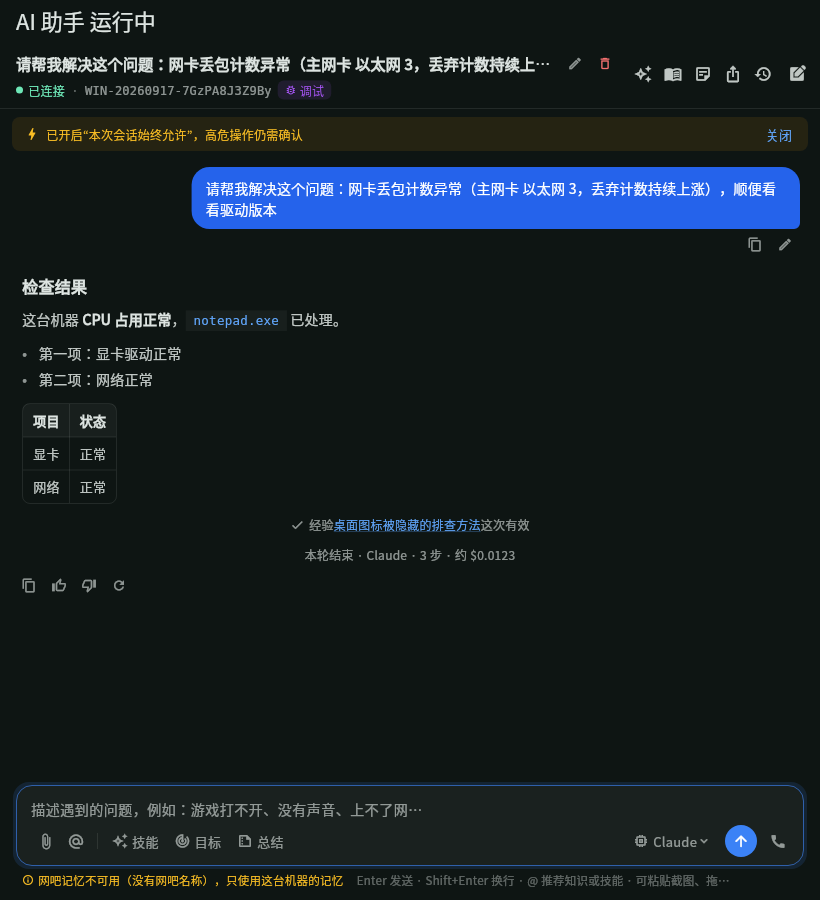 AI 助手 运行中
请帮我解决这个问题：网卡丢包计数异常（主网卡 以太网 3，丢弃计数持续上…
已连接 · WIN-20260917-7GzPA8J3Z9By 调试
已开启“本次会话始终允许”，高危操作仍需确认 关闭
请帮我解决这个问题：网卡丢包计数异常（主网卡 以太网 3，丢弃计数持续上涨），顺便看
看驱动版本
检查结果
这台机器 CPU 占用正常， notepad.exe 已处理。
• 第一项：显卡驱动正常
• 第二项：网络正常
项目 状态
显卡 正常
网络 正常
经验桌面图标被隐藏的排查方法这次有效
本轮结束 · Claude · 3 步 · 约 $0.0123
描述遇到的问题，例如：游戏打不开、没有声音、上不了网…
技能 目标 总结 Claude
网吧记忆不可用（没有网吧名称），只使用这台机器的记忆 Enter 发送 · Shift+Enter 换行 · @ 推荐知识或技能 · 可粘贴截图、拖…